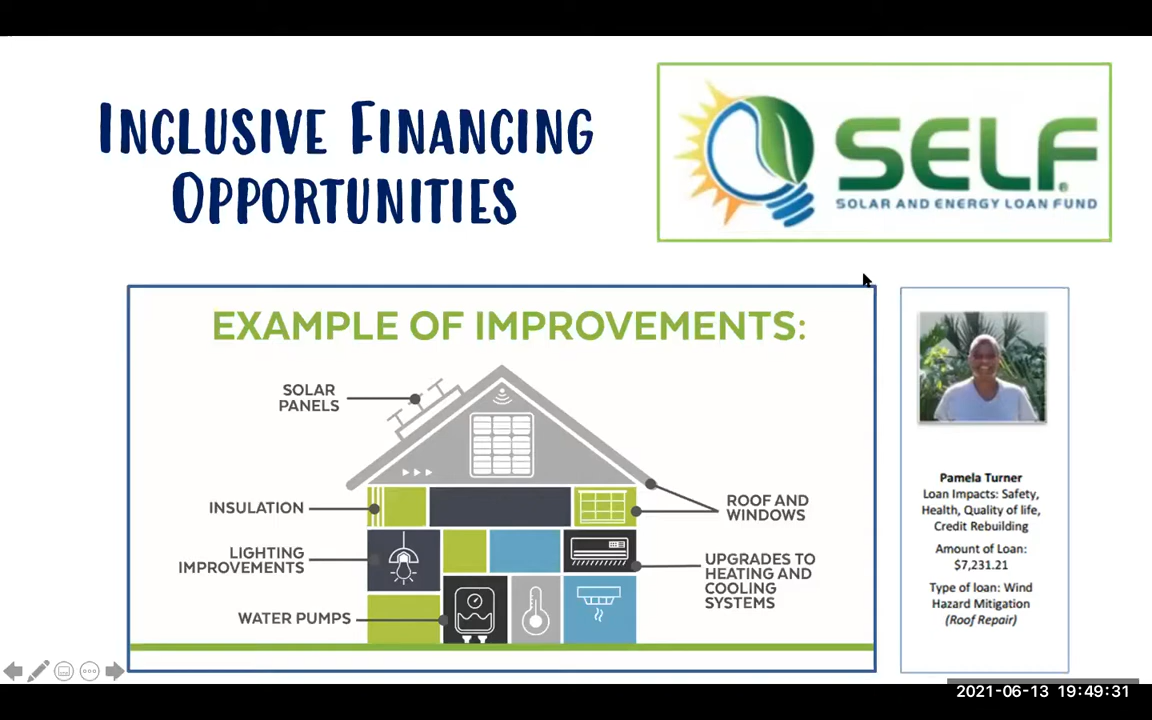 INCLUSIVE FINANCING
OPPORTUNITIES
SELF
SOLAR AND ENERGY LOAN FUND
EXAMPLE OF IMPROVEMENTS:
SOLAR
PANELS
INSULATION
LIGHTING
IMPROVEMENTS
WATER PUMPS
ROOF AND
WINDOWS
UPGRADES TO
HEATING AND
COOLING
SYSTEMS
Pamela Turner
Loan Impacts: Safety,
Health, Quality of life,
Credit Rebuilding
Amount of Loan:
$7,231.21
Type of loan: Wind
Hazard Mitigation
(Roof Repair)
2021-06-13 19:49:31